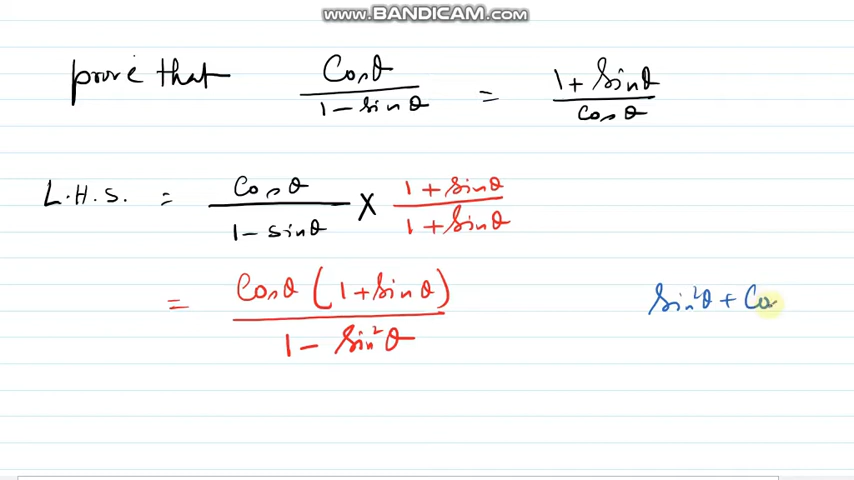 www.BANDICAM.com
prove that cosθ / 1 - sinθ = 1 + sinθ / cosθ
L.H.S. = cosθ / 1 - sinθ X 1 + sinθ / 1 + sinθ
= cosθ (1 + sinθ) / 1 - sin²θ
sin²θ + cos